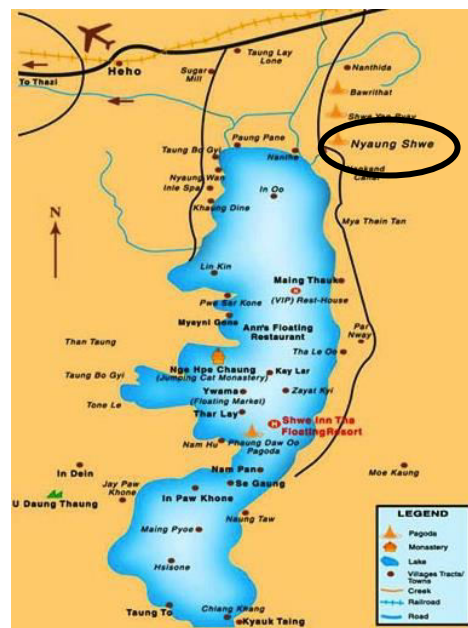 Taung Lay
Lone
Heho
Sugar
Mill
Nanthida
To Thazi
Bawrithat
Paung Pane
Nyaung Shwe
Taung Bo Gyi
Nanthe
Nyaung Wan
Inle Spa
In Oo
Khaung Dine
Mya Thein Tan
N
Lin Kin
Maing Thauk
(VIP) Rest-House
Pwe Sar Kone
Myayni Gone
Ann's Floating
Restaurant
Par
Nway
Than Taung
Tha Le Oo
Nge Hpe Chaung
(Jumping Cat Monastery)
Kay Lar
Taung Bo Gyi
Ywama
(Floating Market)
Zayat Kyi
Tone Le
Thar Lay
Shwe Inn Tha
Floating Resort
Nam Hu
Phaung Daw Oo
Pagoda
In Dein
Nam Pane
Moe Kaung
Se Gaung
Jay Paw
Khone
In Paw Khone
U Daung Thaung
Naung Taw
Maing Pyoe
Hsisone
Taung To
Chiang Khang
Kyauk Taing
LEGEND
Pagoda
Monastery
Lake
Villages Tracts/
Towns
Creek
Railroad
Road